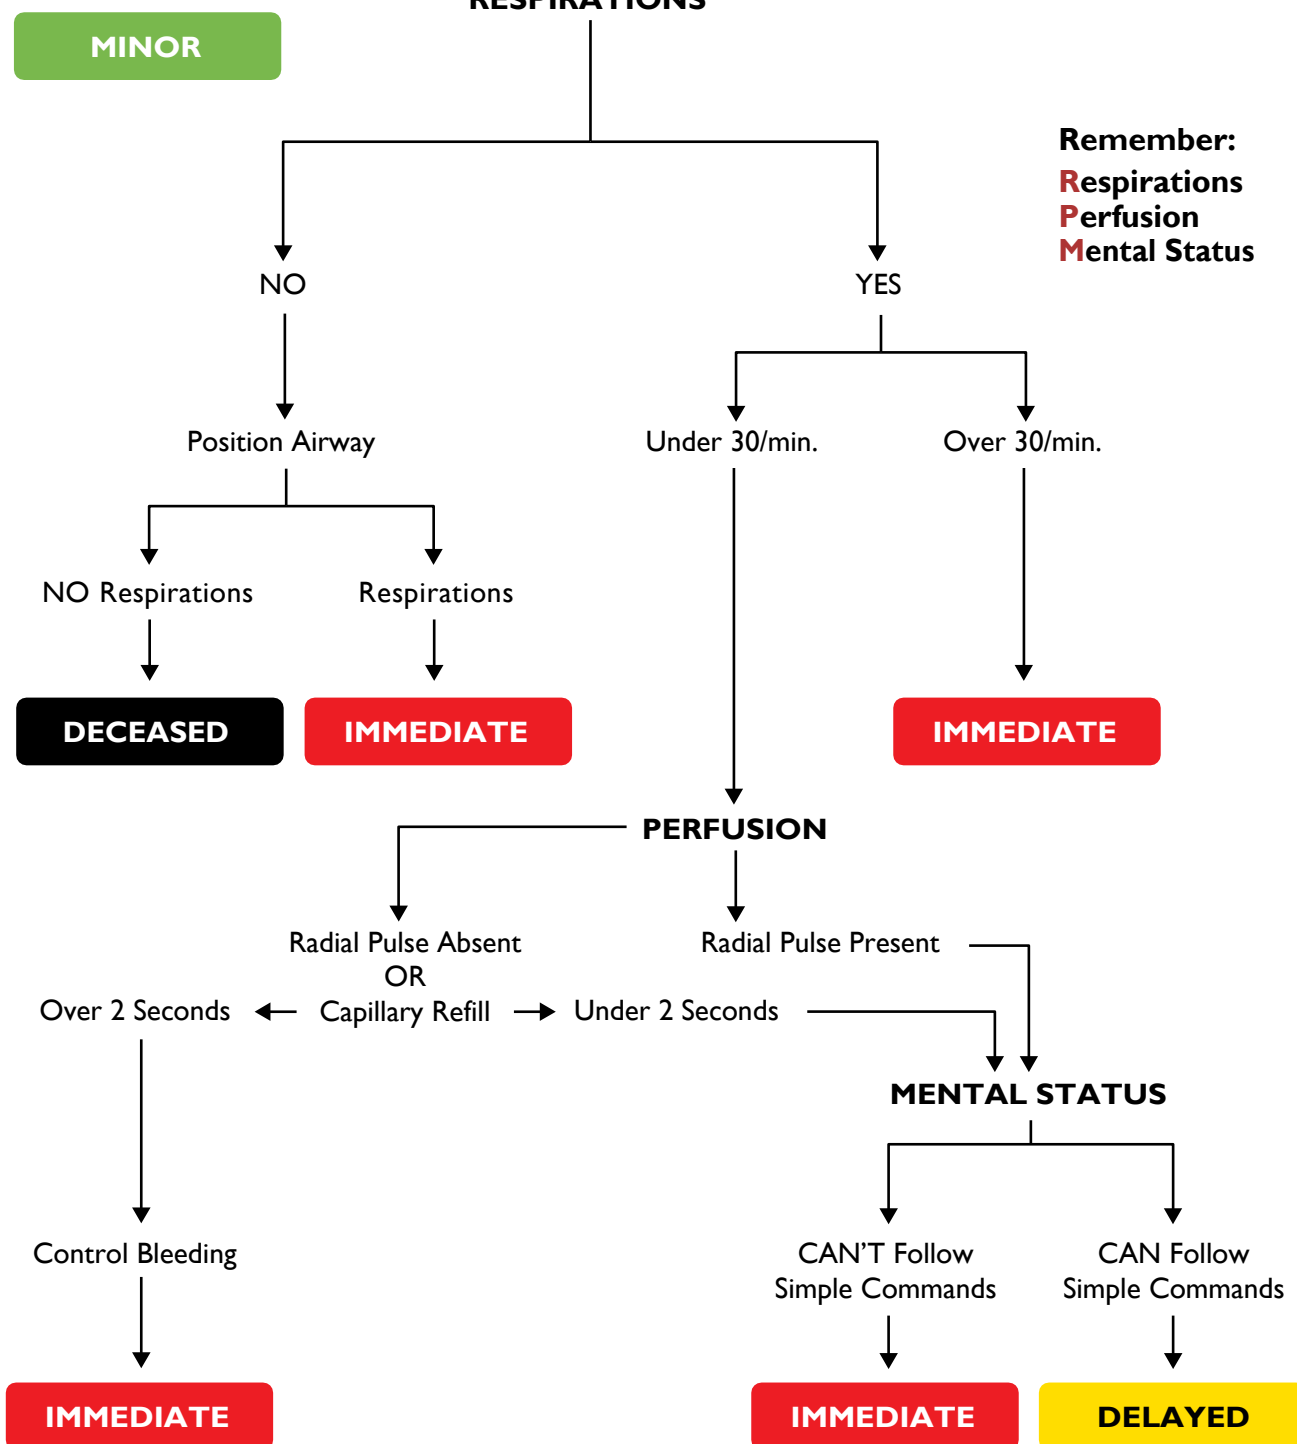 RESPIRATIONS
MINOR
Remember:
Respirations
Perfusion
Mental Status
NO
YES
Position Airway
Under 30/min.
Over 30/min.
NO Respirations
Respirations
DECEASED
IMMEDIATE
IMMEDIATE
PERFUSION
Radial Pulse Absent
OR
Radial Pulse Present
Over 2 Seconds
Capillary Refill
Under 2 Seconds
MENTAL STATUS
Control Bleeding
CAN'T Follow
Simple Commands
CAN Follow
Simple Commands
IMMEDIATE
IMMEDIATE
DELAYED